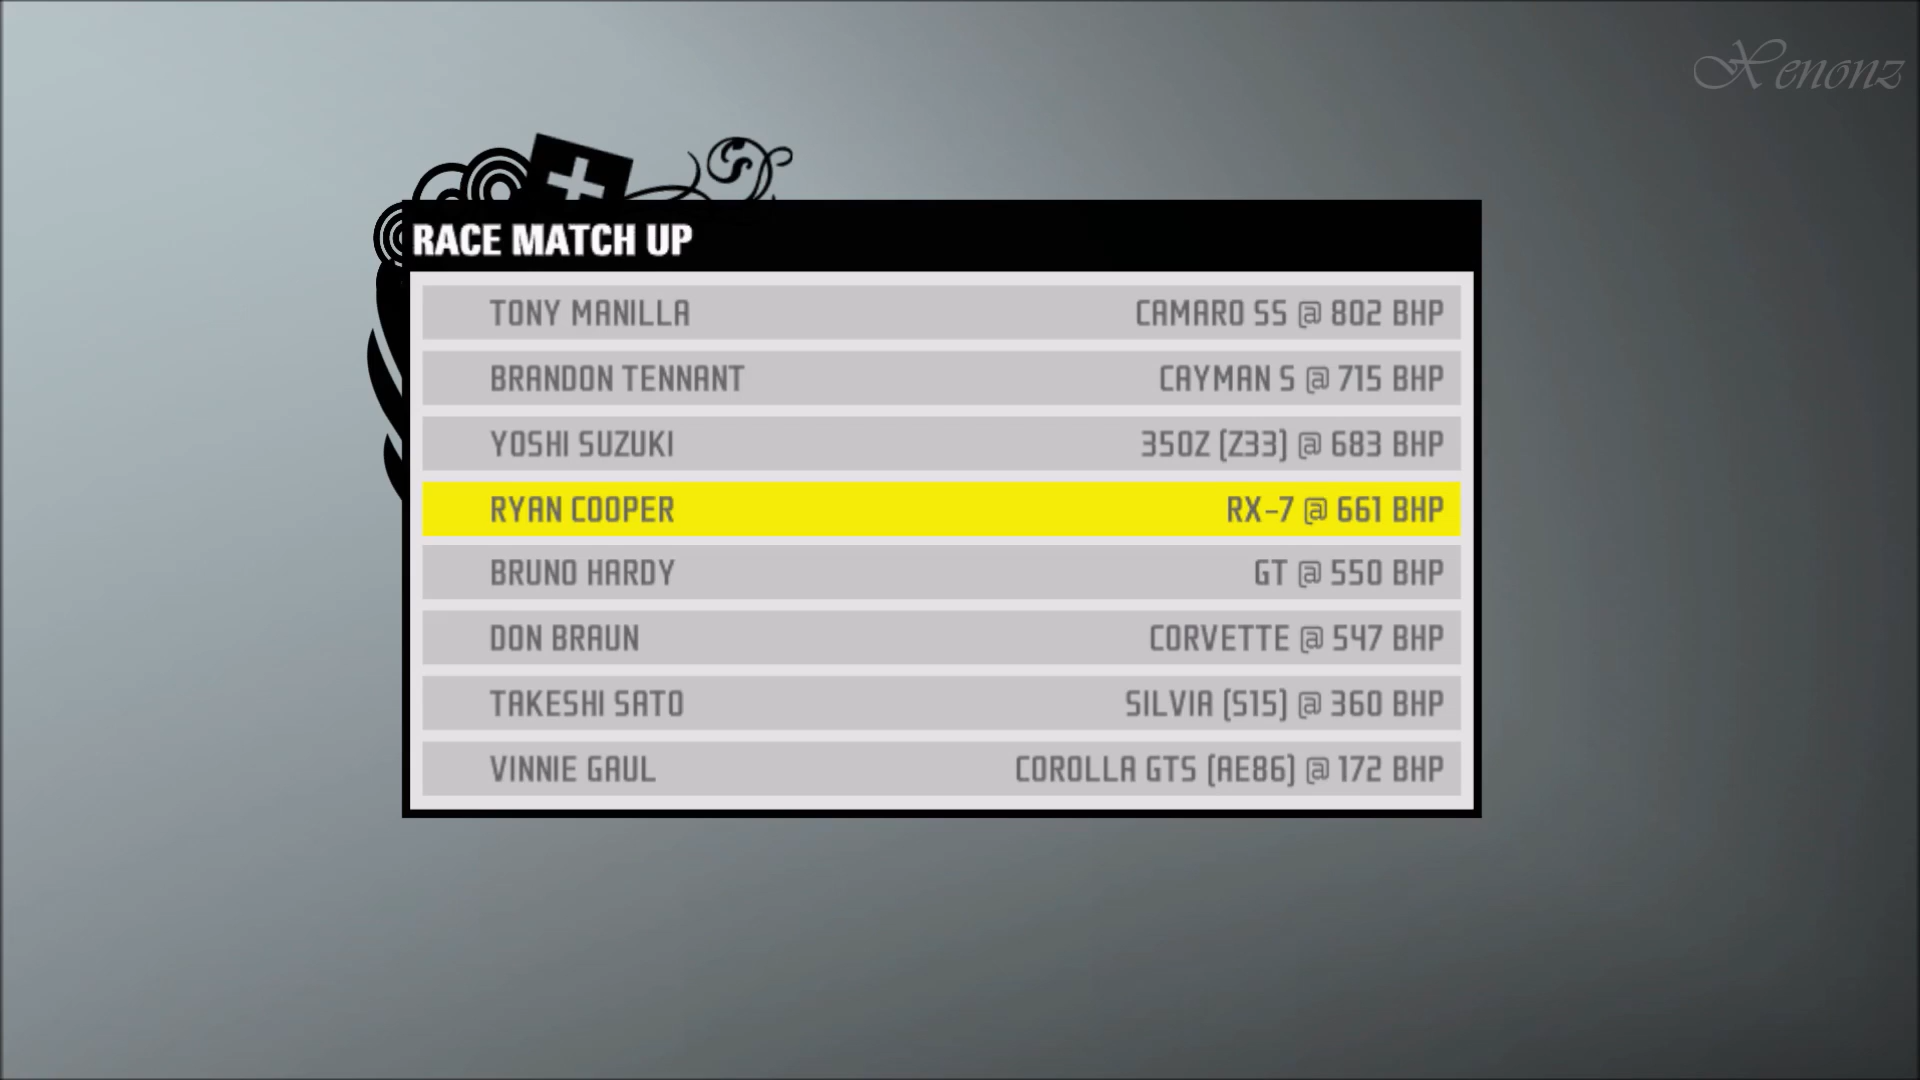 Xenonz
RACE MATCH UP
TONY MANILLA CAMARO SS @ 802 BHP
BRANDON TENNANT CAYMAN S @ 715 BHP
YOSHI SUZUKI 350Z (Z33) @ 683 BHP
RYAN COOPER RX-7 @ 661 BHP
BRUNO HARDY GT @ 550 BHP
DON BRAUN CORVETTE @ 547 BHP
TAKESHI SATO SILVIA (S15) @ 360 BHP
VINNIE GAUL COROLLA GTS (AE86) @ 172 BHP